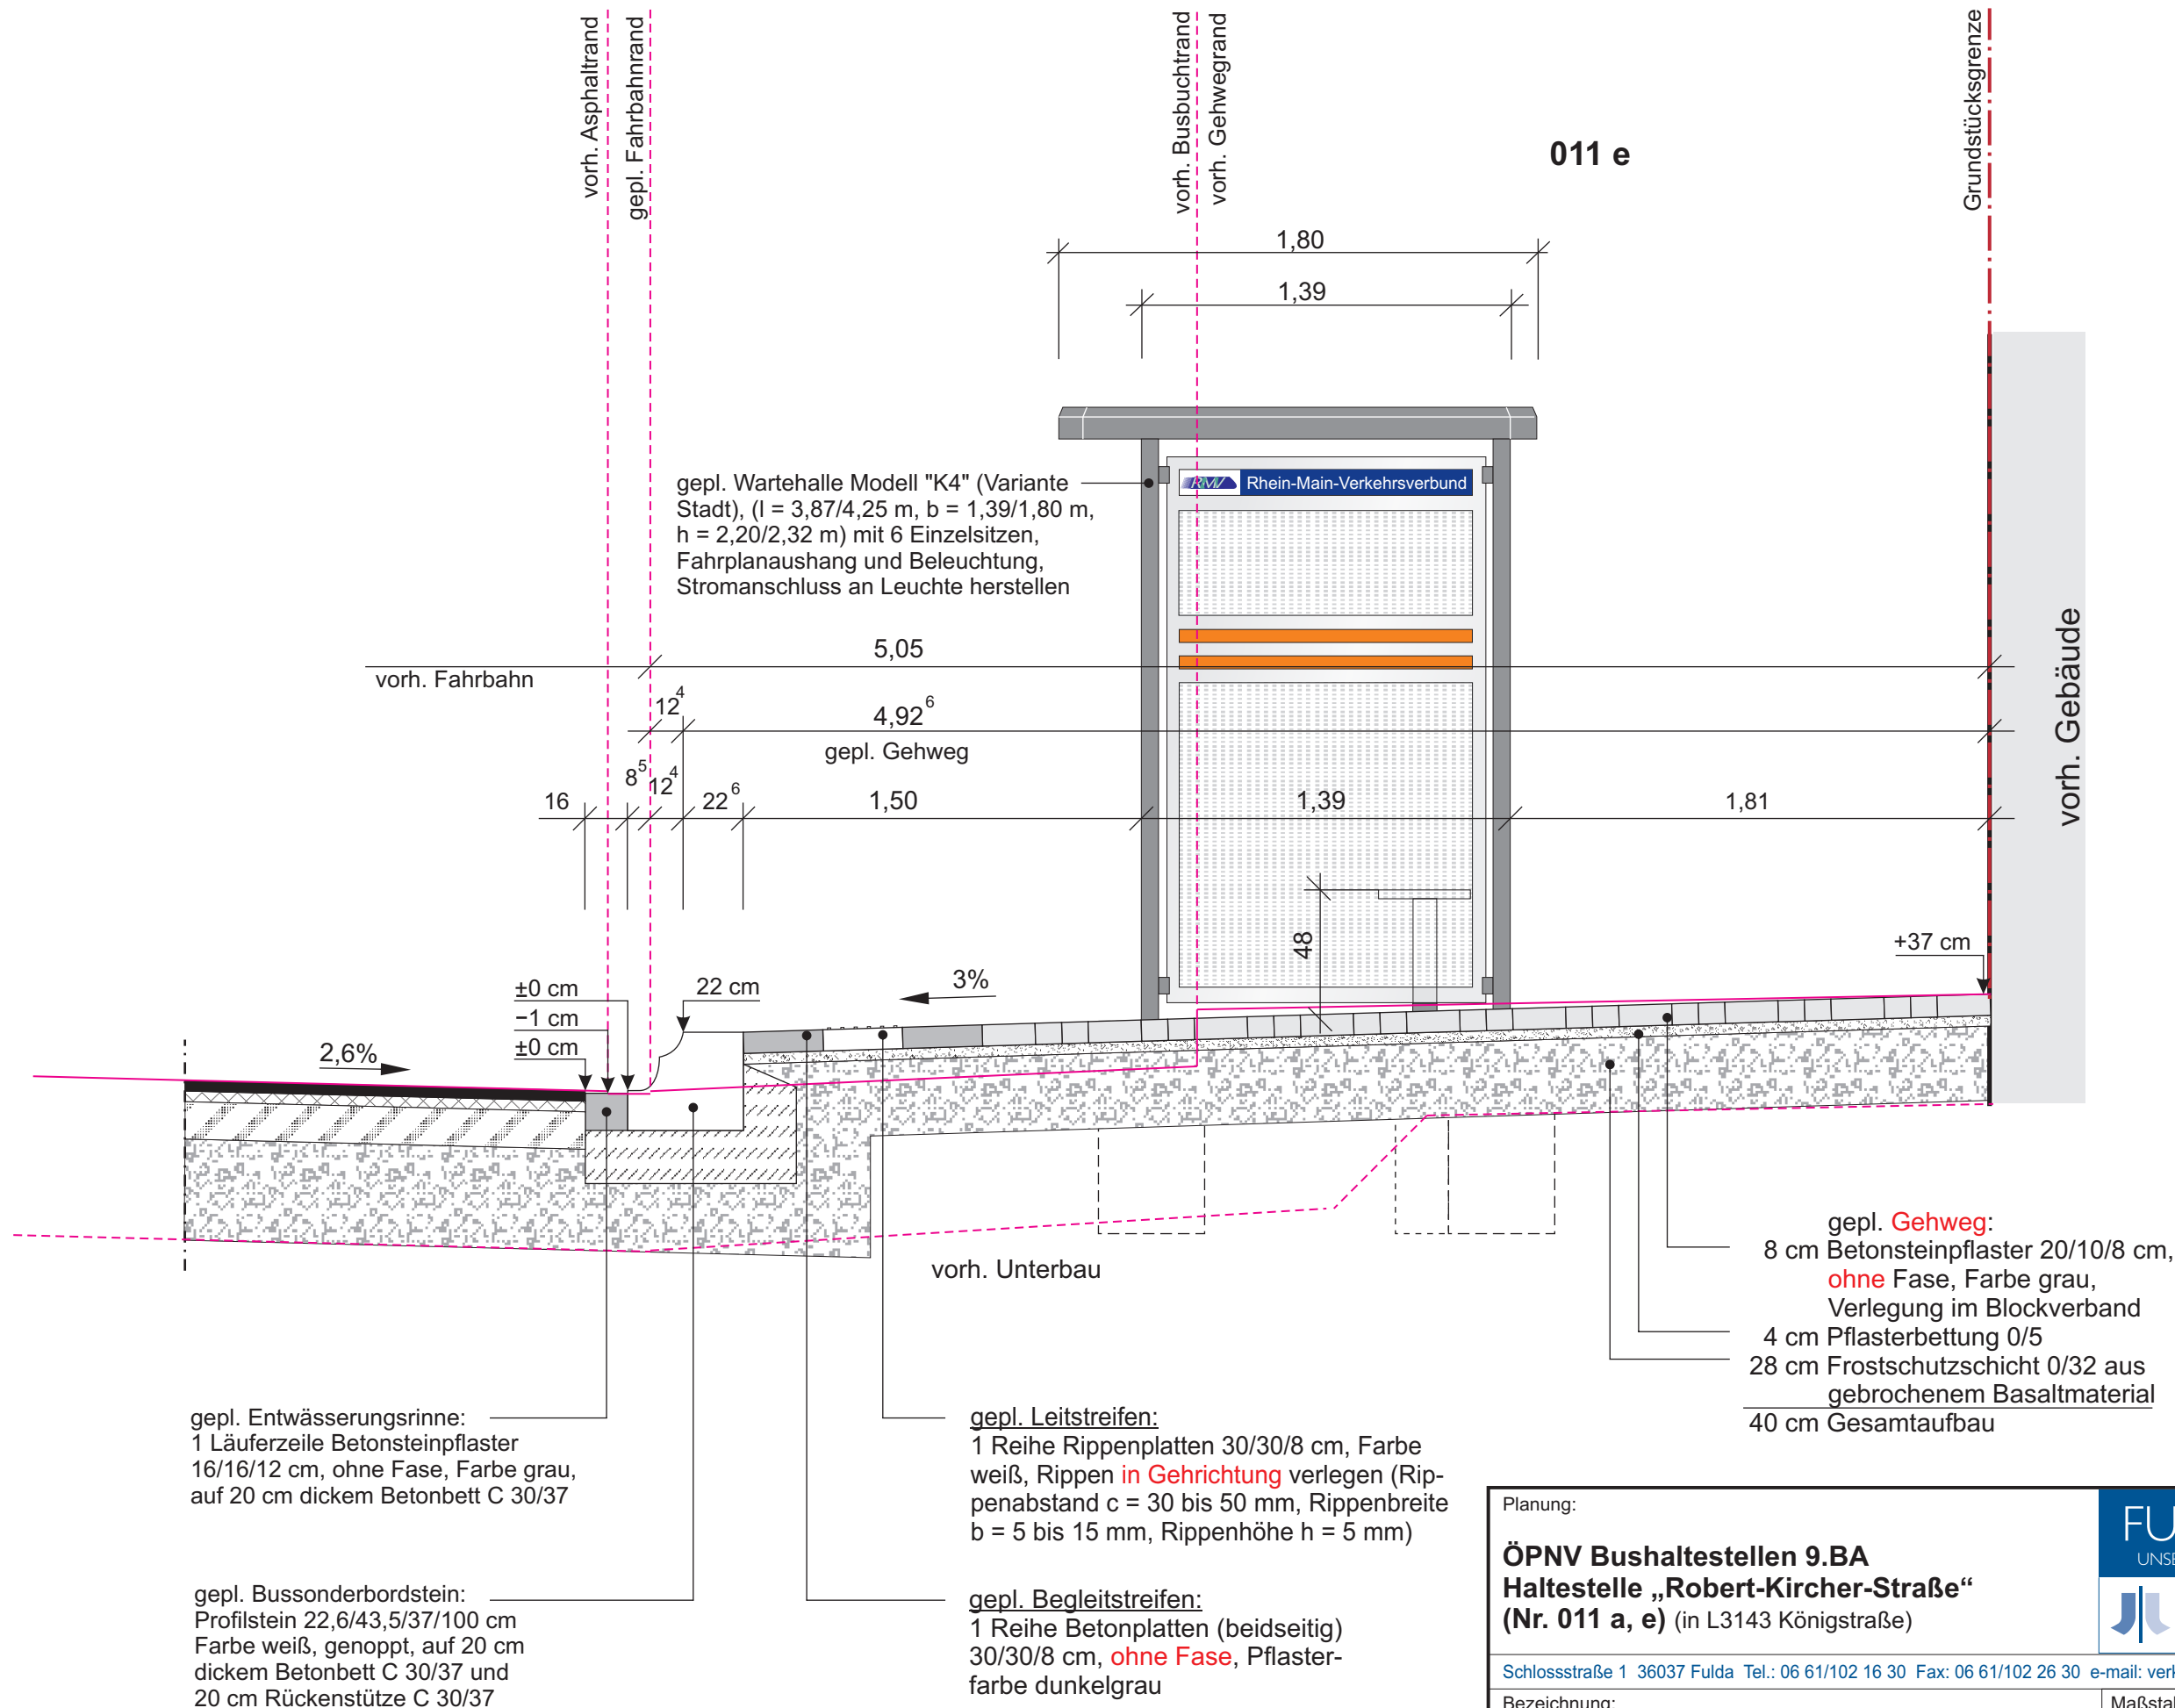 vorh. Asphaltrand
gepl. Fahrbahnrand
vorh. Busbuchtrand
vorh. Gehwegrand
Grundstücksgrenze
011 e
1,80
1,39
gepl. Wartehalle Modell "K4" (Variante
Stadt), (l = 3,87/4,25 m, b = 1,39/1,80 m,
h = 2,20/2,32 m) mit 6 Einzelsitzen,
Fahrplanaushang und Beleuchtung,
Stromanschluss an Leuchte herstellen
RMV Rhein-Main-Verkehrsverbund
vorh. Gebäude
5,05
vorh. Fahrbahn
12⁴
4,92⁶
gepl. Gehweg
16
8⁵
12⁴
22⁶
1,50
1,39
1,81
48
+37 cm
±0 cm
−1 cm
±0 cm
22 cm
3%
2,6%
vorh. Unterbau
gepl. Gehweg:
8 cm Betonsteinpflaster 20/10/8 cm,
ohne Fase, Farbe grau,
Verlegung im Blockverband
4 cm Pflasterbettung 0/5
28 cm Frostschutzschicht 0/32 aus
gebrochenem Basaltmaterial
40 cm Gesamtaufbau
gepl. Entwässerungsrinne:
1 Läuferzeile Betonsteinpflaster
16/16/12 cm, ohne Fase, Farbe grau,
auf 20 cm dickem Betonbett C 30/37
gepl. Bussonderbordstein:
Profilstein 22,6/43,5/37/100 cm
Farbe weiß, genoppt, auf 20 cm
dickem Betonbett C 30/37 und
20 cm Rückenstütze C 30/37
gepl. Leitstreifen:
1 Reihe Rippenplatten 30/30/8 cm, Farbe
weiß, Rippen in Gehrichtung verlegen (Rip-
penabstand c = 30 bis 50 mm, Rippenbreite
b = 5 bis 15 mm, Rippenhöhe h = 5 mm)
gepl. Begleitstreifen:
1 Reihe Betonplatten (beidseitig)
30/30/8 cm, ohne Fase, Pflaster-
farbe dunkelgrau
Planung:
ÖPNV Bushaltestellen 9.BA
Haltestelle „Robert-Kircher-Straße“
(Nr. 011 a, e) (in L3143 Königstraße)
FU
UNSE
Schlossstraße 1 36037 Fulda Tel.: 06 61/102 16 30 Fax: 06 61/102 26 30 e-mail: verk
Bezeichnung:
Maßstab